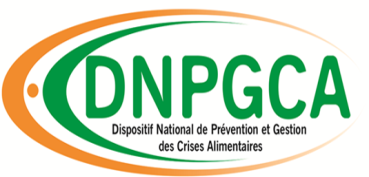 DNPGCA
Dispositif National de Prévention et Gestion
des Crises Alimentaires